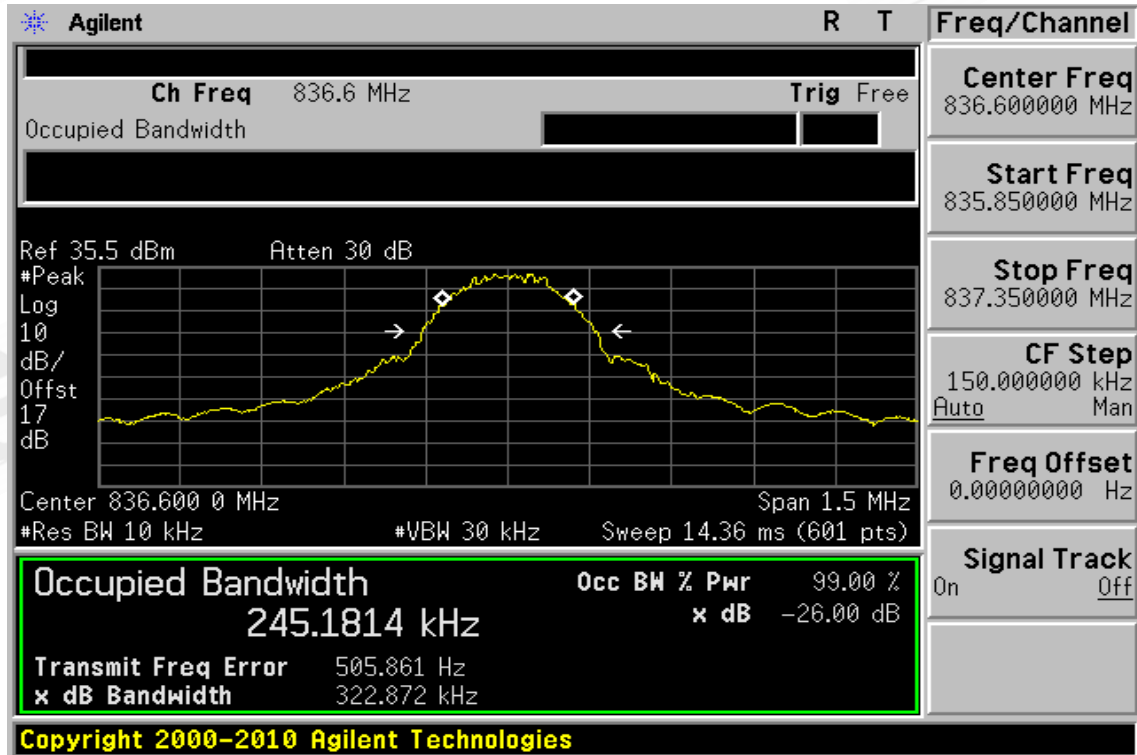 Agilent
R T
Ch Freq 836.6 MHz
Trig Free
Occupied Bandwidth
Ref 35.5 dBm
Atten 30 dB
#Peak
Log
10
dB/
Offst
17
dB
Center 836.600 0 MHz
Span 1.5 MHz
#Res BW 10 kHz
#VBW 30 kHz
Sweep 14.36 ms (601 pts)
Occupied Bandwidth
245.1814 kHz
Occ BW % Pwr 99.00 %
x dB -26.00 dB
Transmit Freq Error 505.861 Hz
x dB Bandwidth 322.872 kHz
Copyright 2000-2010 Agilent Technologies
Freq/Channel
Center Freq
836.600000 MHz
Start Freq
835.850000 MHz
Stop Freq
837.350000 MHz
CF Step
150.000000 kHz
Auto Man
Freq Offset
0.00000000 Hz
Signal Track
On Off